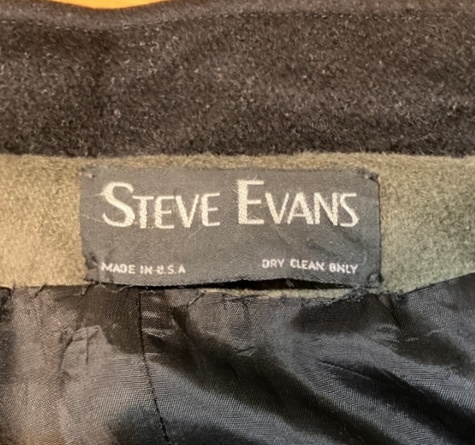 STEVE EVANS
MADE IN U.S.A DRY CLEAN ONLY